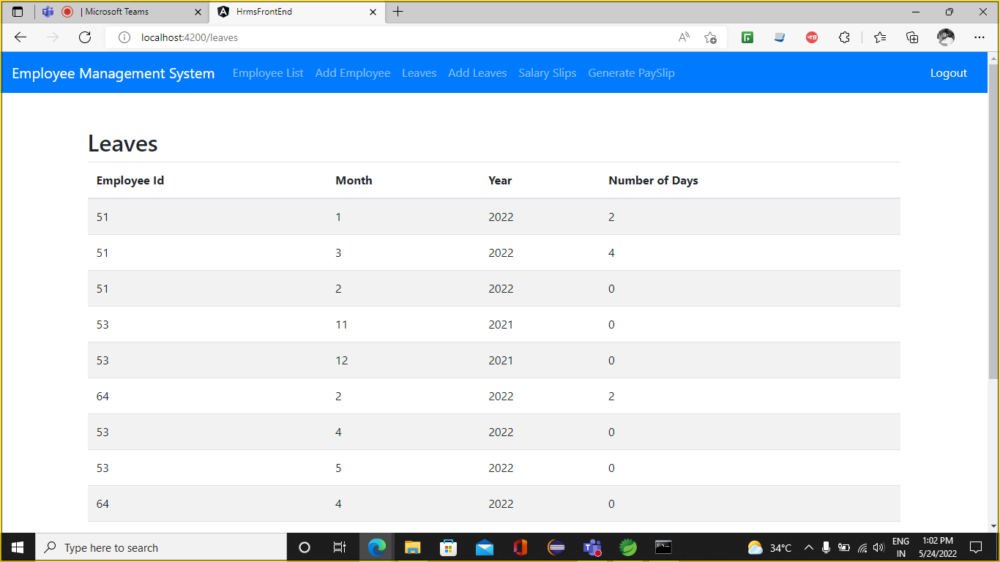 | Microsoft Teams
HrmsFrontEnd
localhost:4200/leaves
Employee Management System Employee List Add Employee Leaves Add Leaves Salary Slips Generate PaySlip Logout
Leaves
Employee Id Month Year Number of Days
51 1 2022 2
51 3 2022 4
51 2 2022 0
53 11 2021 0
53 12 2021 0
64 2 2022 2
53 4 2022 0
53 5 2022 0
64 4 2022 0
Type here to search
34°C
ENG
IN
1:02 PM
5/24/2022